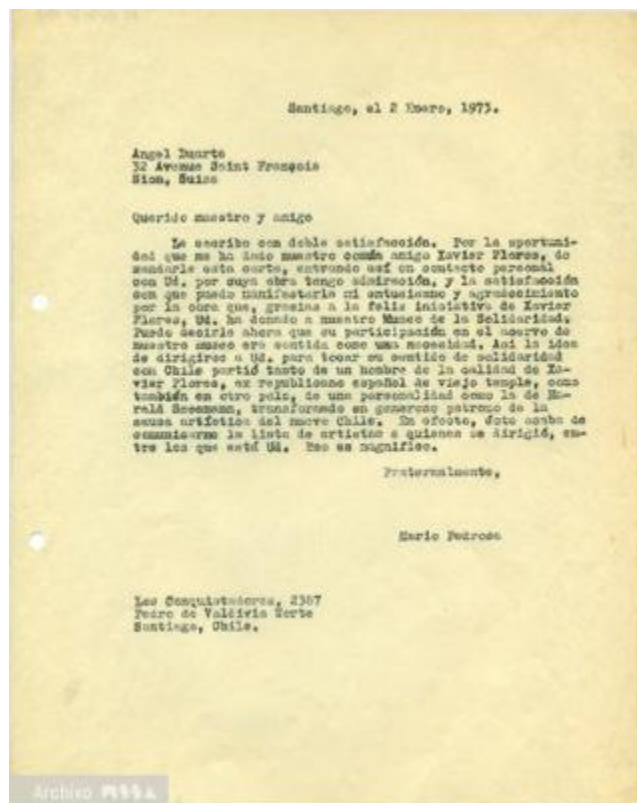 Santiago, el 2 Enero, 1973.
Angel Duarte
32 Avenue Saint François
Sion, Suiza
Querido maestro y amigo
Le escribo con doble satisfacción. Por la oportuni-
dad que me ha dado nuestro común amigo Xavier Flores, de
mandarle esta carta, entrando así en contacto personal
con Ud. por cuya obra tengo admiración, y la satisfacción
con que puedo manifestarle mi entusiasmo y agradecimiento
por la obra que, gracias a la feliz iniciativa de Xavier
Flores, Ud. ha donado a nuestro Museo de la Solidaridad.
Puedo decirle ahora que su participación en el acervo de
nuestro museo era sentida como una necesidad. Así la idea
de dirigirse a Ud. para tocar su sentido de solidaridad
con Chile partió tanto de un hombre de la calidad de Xa-
vier Flores, ex republicano español de viejo temple, como
también en otro país, de una personalidad como la de Ha-
rald Szeemann, transformado en generoso patrono de la
causa artística del nuevo Chile. En efecto, éste acaba de
comunicarme la lista de artistas a quienes se dirigió, en-
tre los que está Ud. Eso es magnífico.
Fraternalmente,
Mario Pedrosa
Los Conquistadores, 2387
Pedro de Valdivia Norte
Santiago, Chile.
Archivo MSSA